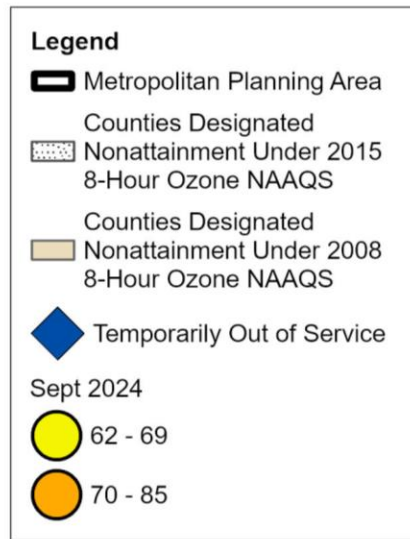 Legend
Metropolitan Planning Area
Counties Designated
Nonattainment Under 2015
8-Hour Ozone NAAQS
Counties Designated
Nonattainment Under 2008
8-Hour Ozone NAAQS
Temporarily Out of Service
Sept 2024
62 - 69
70 - 85